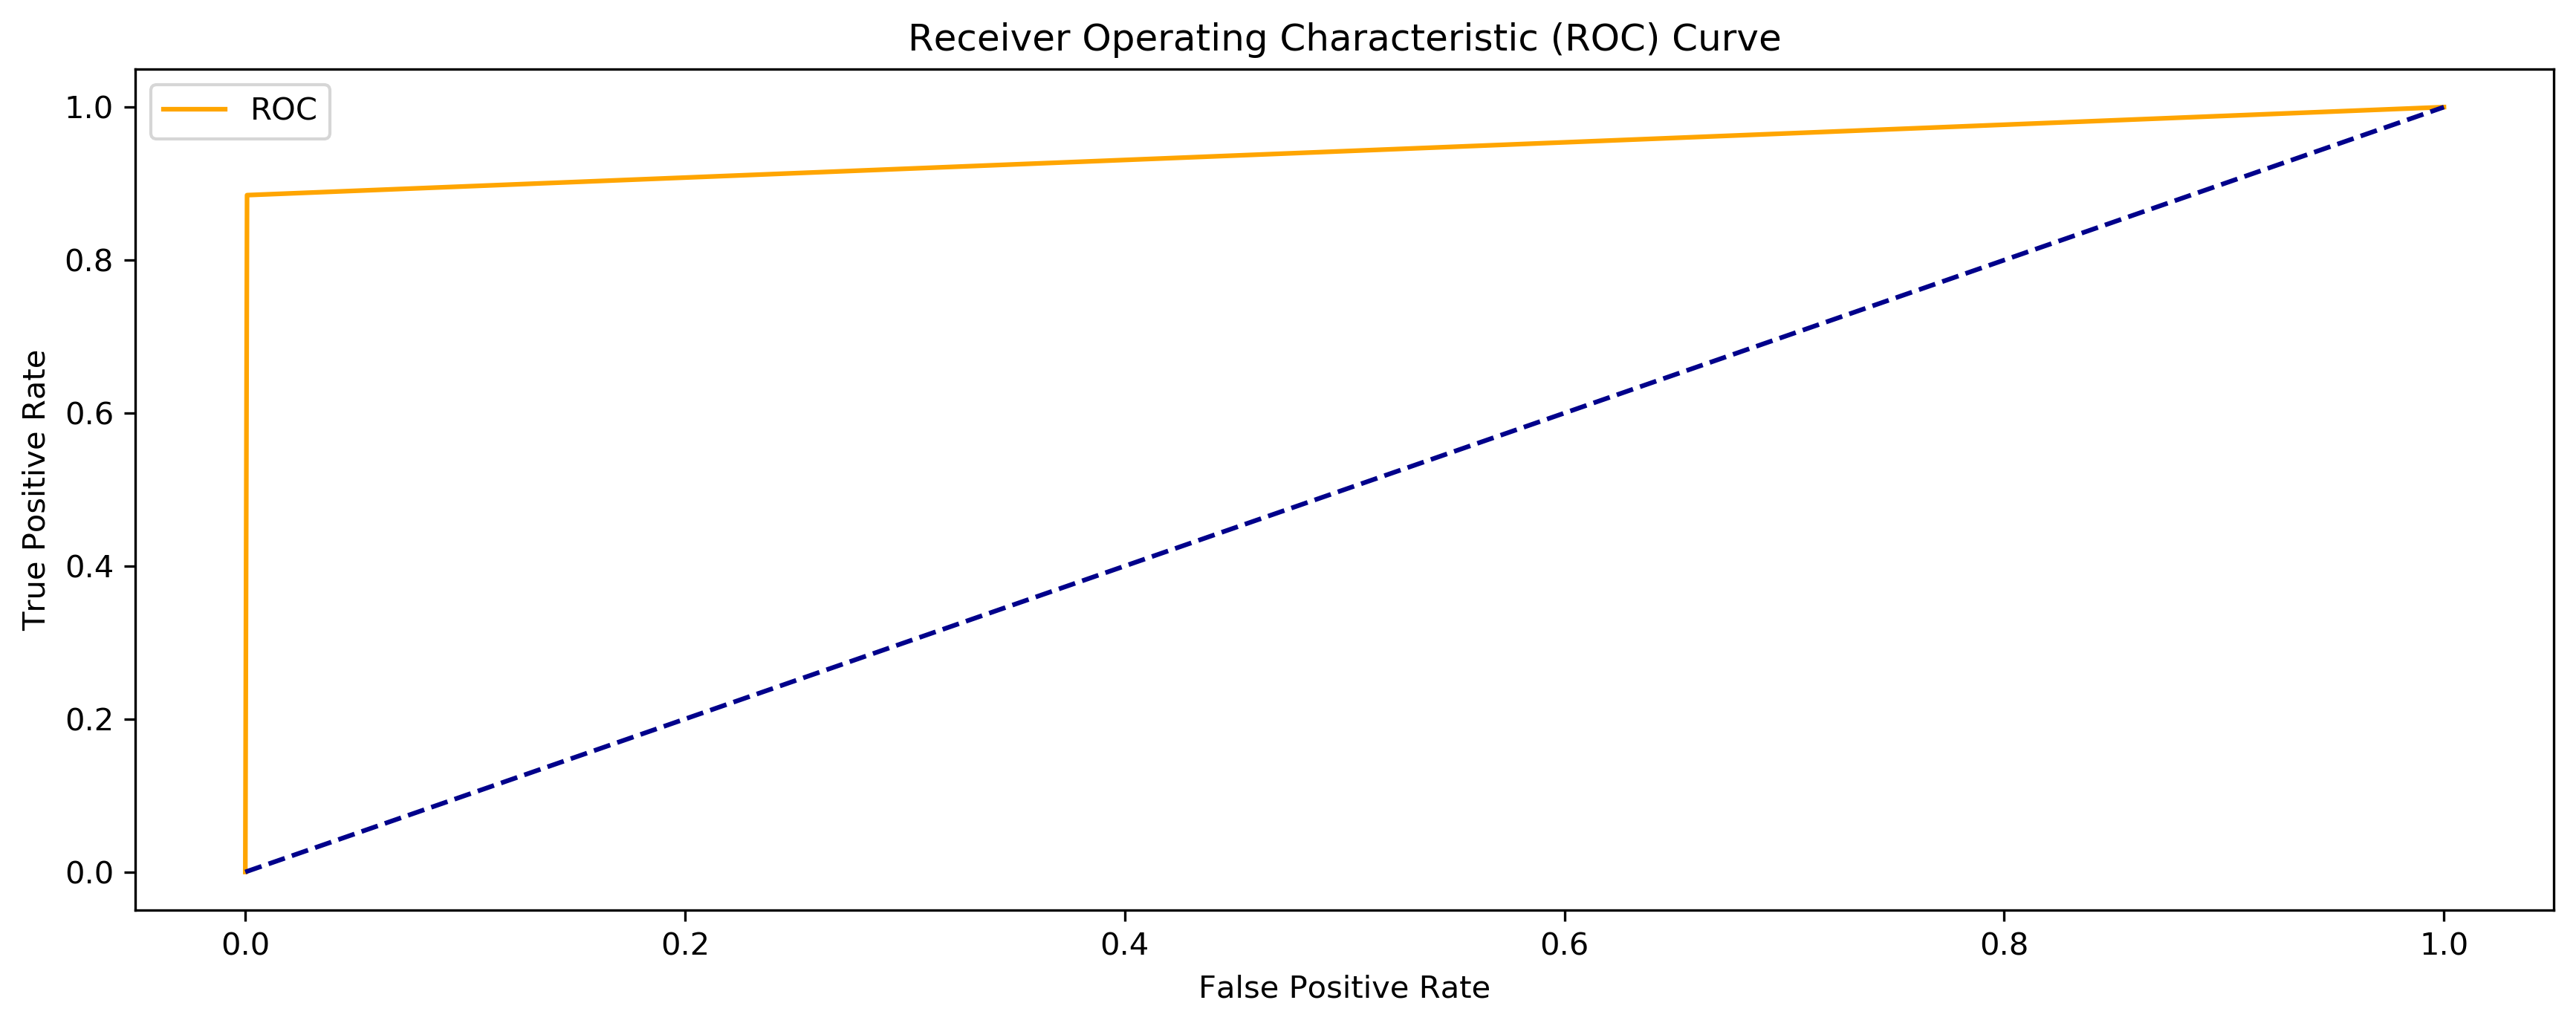 Receiver Operating Characteristic (ROC) Curve
ROC
1.0
0.8
0.6
0.4
0.2
0.0
True Positive Rate
0.0 0.2 0.4 0.6 0.8 1.0
False Positive Rate